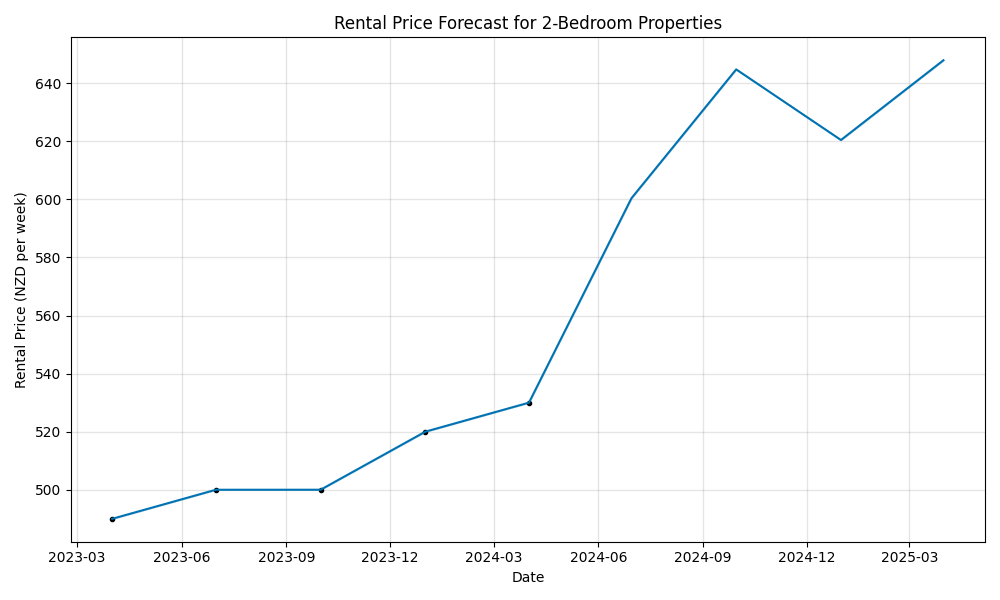 Rental Price Forecast for 2-Bedroom Properties
Rental Price (NZD per week)
640
620
600
580
560
540
520
500
2023-03 2023-06 2023-09 2023-12 2024-03 2024-06 2024-09 2024-12 2025-03
Date